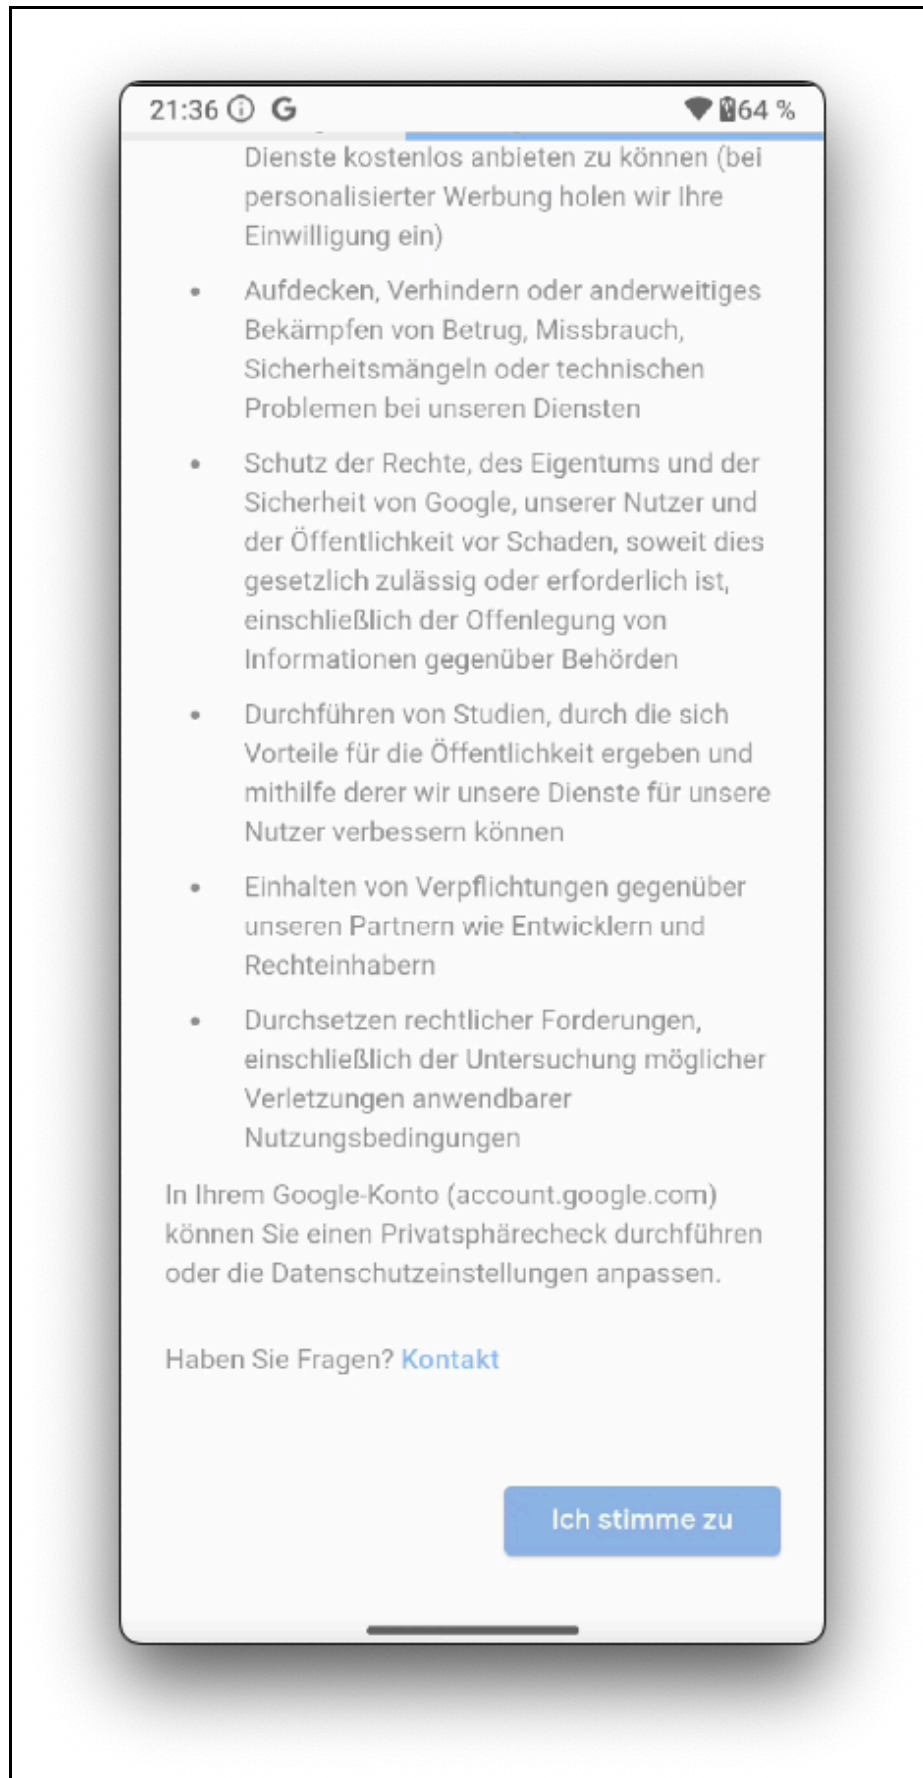 21:36 G 64 %
Dienste kostenlos anbieten zu können (bei
personalisierter Werbung holen wir Ihre
Einwilligung ein)
• Aufdecken, Verhindern oder anderweitiges
Bekämpfen von Betrug, Missbrauch,
Sicherheitsmängeln oder technischen
Problemen bei unseren Diensten
• Schutz der Rechte, des Eigentums und der
Sicherheit von Google, unserer Nutzer und
der Öffentlichkeit vor Schaden, soweit dies
gesetzlich zulässig oder erforderlich ist,
einschließlich der Offenlegung von
Informationen gegenüber Behörden
• Durchführen von Studien, durch die sich
Vorteile für die Öffentlichkeit ergeben und
mithilfe derer wir unsere Dienste für unsere
Nutzer verbessern können
• Einhalten von Verpflichtungen gegenüber
unseren Partnern wie Entwicklern und
Rechteinhabern
• Durchsetzen rechtlicher Forderungen,
einschließlich der Untersuchung möglicher
Verletzungen anwendbarer
Nutzungsbedingungen
In Ihrem Google-Konto (account.google.com)
können Sie einen Privatsphärecheck durchführen
oder die Datenschutzeinstellungen anpassen.
Haben Sie Fragen? Kontakt
Ich stimme zu